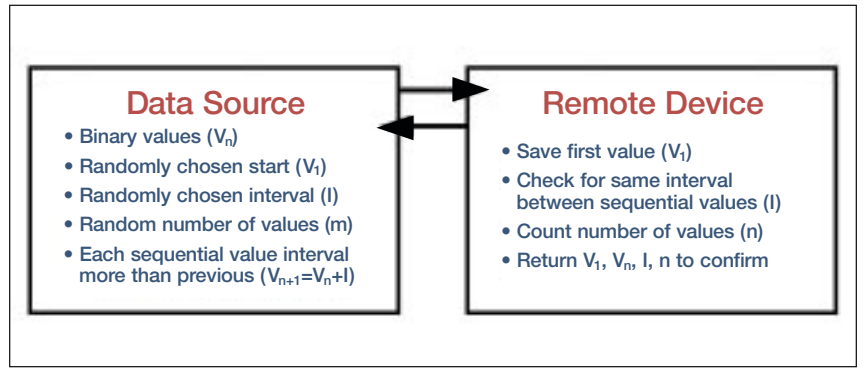 Data Source
• Binary values (Vn)
• Randomly chosen start (V1)
• Randomly chosen interval (I)
• Random number of values (m)
• Each sequential value interval
more than previous (Vn+1=Vn+I)
Remote Device
• Save first value (V1)
• Check for same interval
between sequential values (I)
• Count number of values (n)
• Return V1, Vn, I, n to confirm